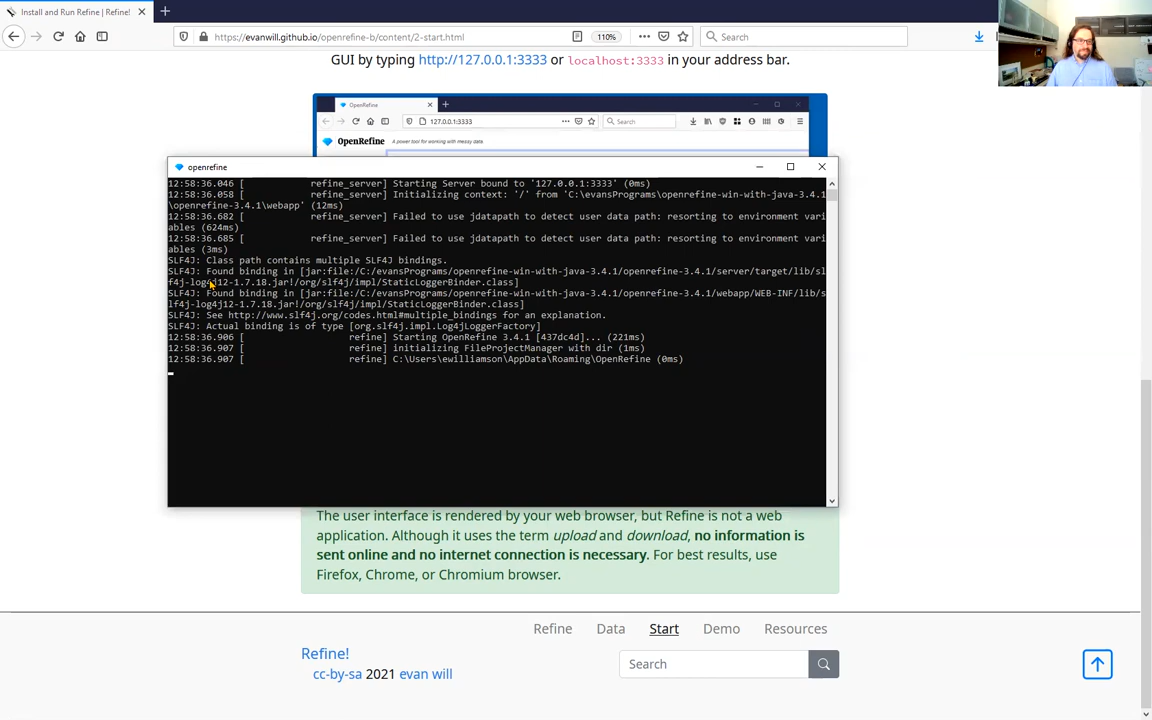 Install and Run Refine | Refine!
https://evanwill.github.io/openrefine-b/content/2-start.html
110%
Search
GUI by typing http://127.0.0.1:3333 or localhost:3333 in your address bar.
OpenRefine
127.0.0.1:3333
Search
OpenRefine A power tool for working with messy data
openrefine
12:58:36.046 [ refine_server] Starting Server bound to '127.0.0.1:3333' (0ms)
12:58:36.058 [ refine_server] Initializing context: '/' from 'C:\evansPrograms\openrefine-win-with-java-3.4.1
\openrefine-3.4.1\webapp' (12ms)
12:58:36.682 [ refine_server] Failed to use jdatapath to detect user data path: resorting to environment vari
ables (624ms)
12:58:36.685 [ refine_server] Failed to use jdatapath to detect user data path: resorting to environment vari
ables (3ms)
SLF4J: Class path contains multiple SLF4J bindings.
SLF4J: Found binding in [jar:file:/C:/evansPrograms/openrefine-win-with-java-3.4.1/openrefine-3.4.1/server/target/lib/sl
f4j-log4j12-1.7.18.jar!/org/slf4j/impl/StaticLoggerBinder.class]
SLF4J: Found binding in [jar:file:/C:/evansPrograms/openrefine-win-with-java-3.4.1/openrefine-3.4.1/webapp/WEB-INF/lib/s
lf4j-log4j12-1.7.18.jar!/org/slf4j/impl/StaticLoggerBinder.class]
SLF4J: See http://www.slf4j.org/codes.html#multiple_bindings for an explanation.
SLF4J: Actual binding is of type [org.slf4j.impl.Log4jLoggerFactory]
12:58:36.906 [ refine] Starting OpenRefine 3.4.1 [437dc4d]... (221ms)
12:58:36.907 [ refine] initializing FileProjectManager with dir (1ms)
12:58:36.907 [ refine] C:\Users\ewilliamson\AppData\Roaming\OpenRefine (0ms)
The user interface is rendered by your web browser, but Refine is not a web
application. Although it uses the term upload and download, no information is
sent online and no internet connection is necessary. For best results, use
Firefox, Chrome, or Chromium browser.
Refine Data Start Demo Resources
Refine!
cc-by-sa 2021 evan will
Search